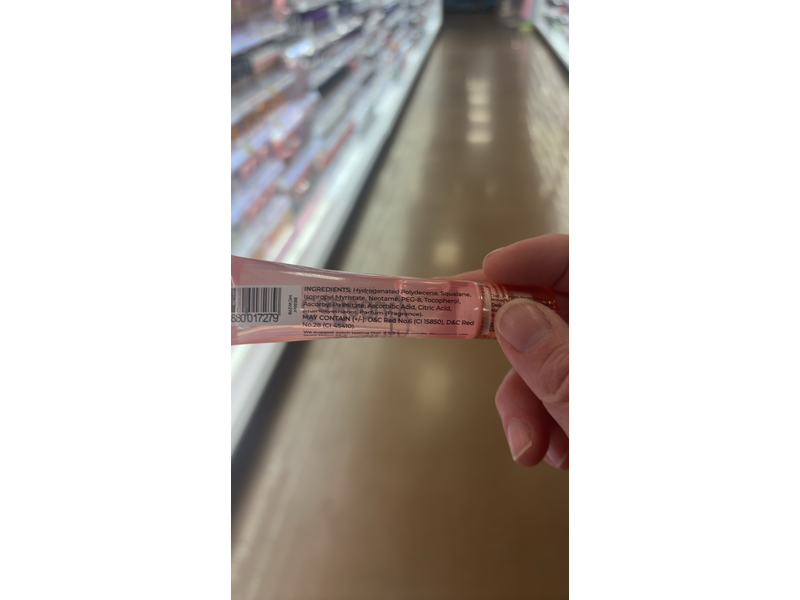 INGREDIENTS: Hydrogenated Polydecene, Squalane,
Isopropyl Myristate, Neotame, PEG-8, Tocopherol,
Ascorbyl Palmitate, Ascorbic Acid, Citric Acid,
Parfum (Fragrance).
MAY CONTAIN (+/-): D&C Red No.6 (CI 15850), D&C Red
No.28 (CI 45410)
017279